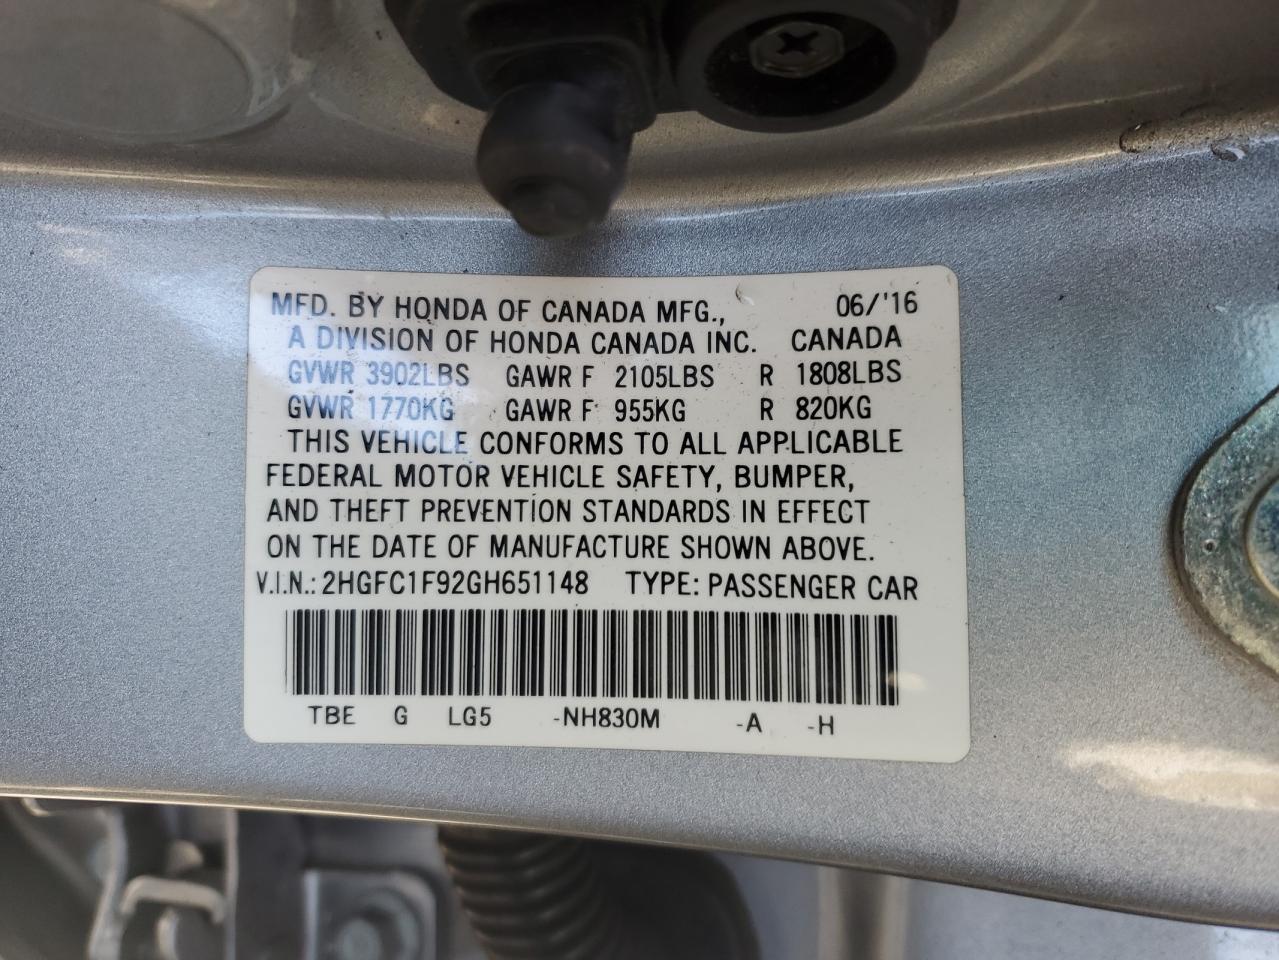 MFD. BY HONDA OF CANADA MFG., 06/'16
A DIVISION OF HONDA CANADA INC. CANADA
GVWR 3902LBS GAWR F 2105LBS R 1808LBS
GVWR 1770KG GAWR F 955KG R 820KG
THIS VEHICLE CONFORMS TO ALL APPLICABLE
FEDERAL MOTOR VEHICLE SAFETY, BUMPER,
AND THEFT PREVENTION STANDARDS IN EFFECT
ON THE DATE OF MANUFACTURE SHOWN ABOVE.
V.I.N.: 2HGFC1F92GH651148 TYPE: PASSENGER CAR
TBE G LG5 -NH830M -A -H